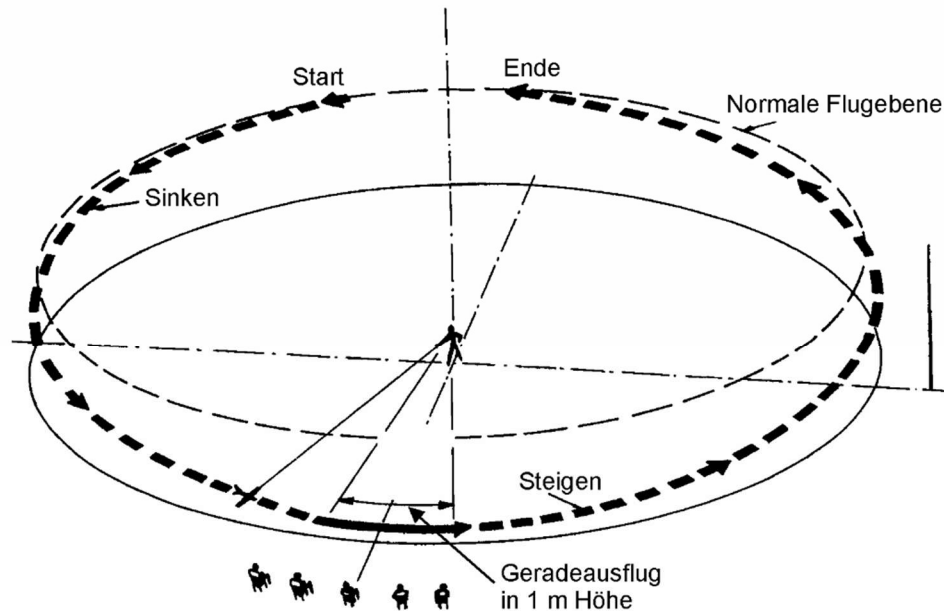 Start
Ende
Normale Flugebene
Sinken
Steigen
Geradeausflug
in 1 m Höhe